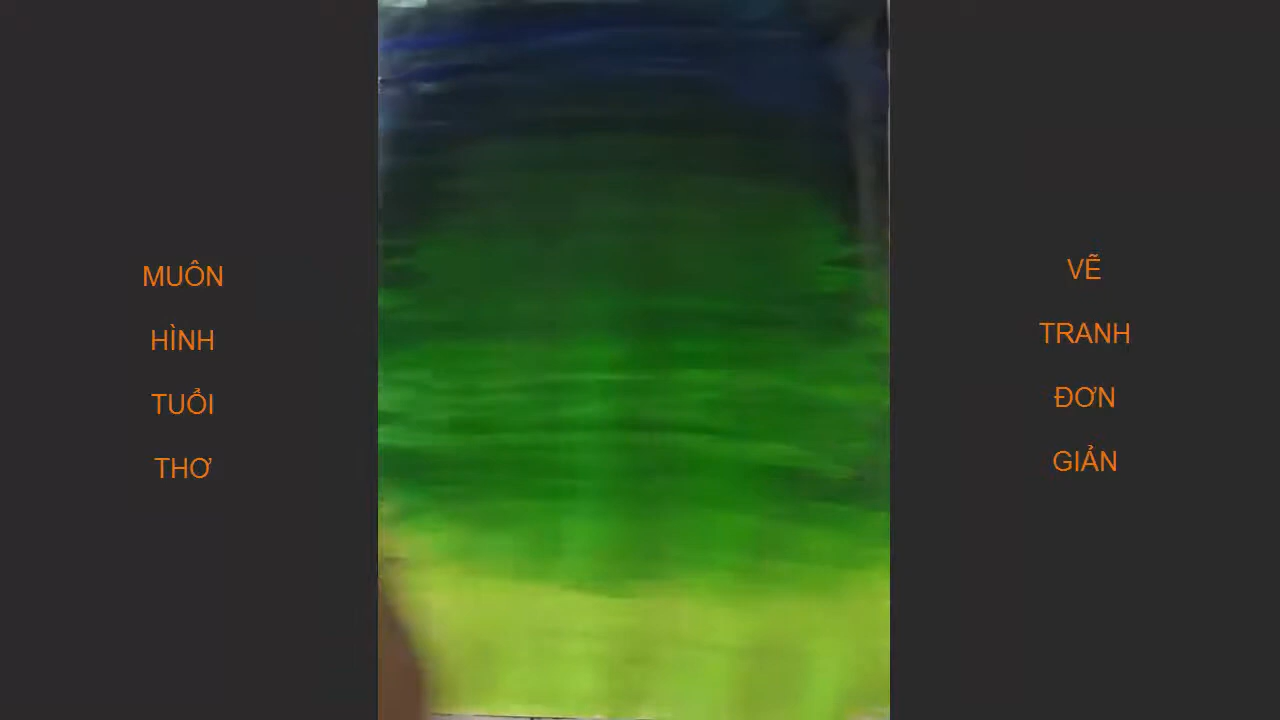 MUÔN
HÌNH
TUỔI
THƠ
VẼ
TRANH
ĐƠN
GIẢN